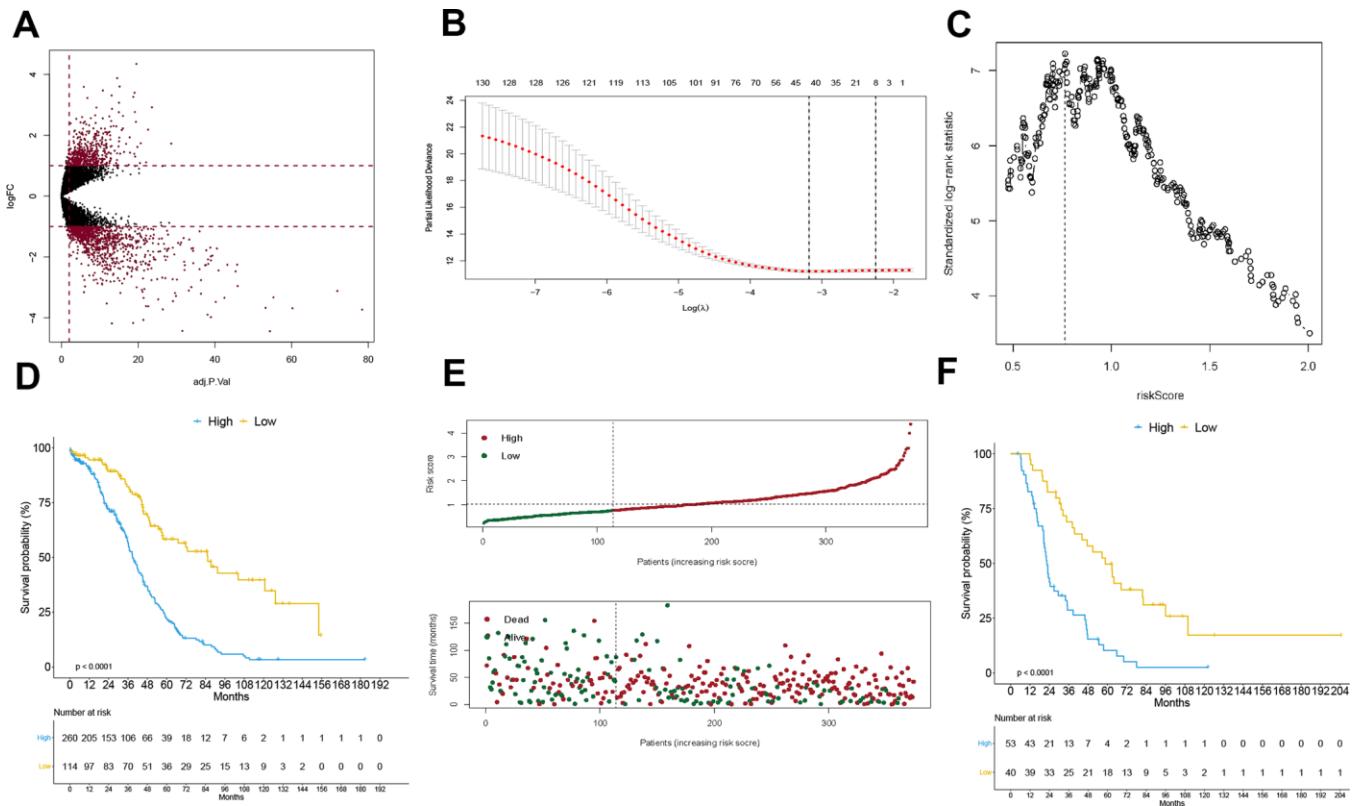 A
4
2
0
−2
−4
logFC
0 20 40 60 80
adj.P.Val
B
130 128 128 126 121 119 113 105 101 91 76 70 56 45 40 35 21 8 3 1
24
22
20
18
16
14
12
Partial Likelihood Deviance
−7 −6 −5 −4 −3 −2
Log(λ)
C
7
6
5
4
Standardized log−rank statistic
0.5 1.0 1.5 2.0
riskScore
D
High Low
100
75
50
25
0
Survival probability (%)
p < 0.0001
0 12 24 36 48 60 72 84 96 108 120 132 144 156 168 180 192
Months
Number at risk
High 260 205 153 106 66 39 18 12 7 6 2 1 1 1 1 1 0
Low 114 97 83 70 51 36 29 25 15 13 9 3 2 0 0 0 0
0 12 24 36 48 60 72 84 96 108 120 132 144 156 168 180 192
Months
E
4
3
2
1
Risk score
High
Low
0 100 200 300
Patients (increasing risk socre)
150
100
50
0
Survival time (months)
Dead
Alive
0 100 200 300
Patients (increasing risk socre)
F
High Low
100
75
50
25
0
Survival probability (%)
p < 0.0001
0 12 24 36 48 60 72 84 96 108 120 132 144 156 168 180 192 204
Months
Number at risk
High 53 43 21 13 7 4 2 1 1 1 1 0 0 0 0 0 0 0
Low 40 39 33 25 21 18 13 9 5 3 2 1 1 1 1 1 1 1
0 12 24 36 48 60 72 84 96 108 120 132 144 156 168 180 192 204
Months